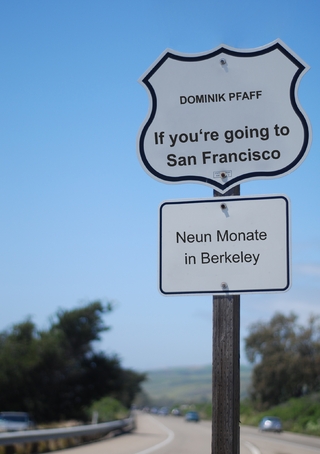 DOMINIK PFAFF
If you‘re going to
San Francisco
Neun Monate
in Berkeley